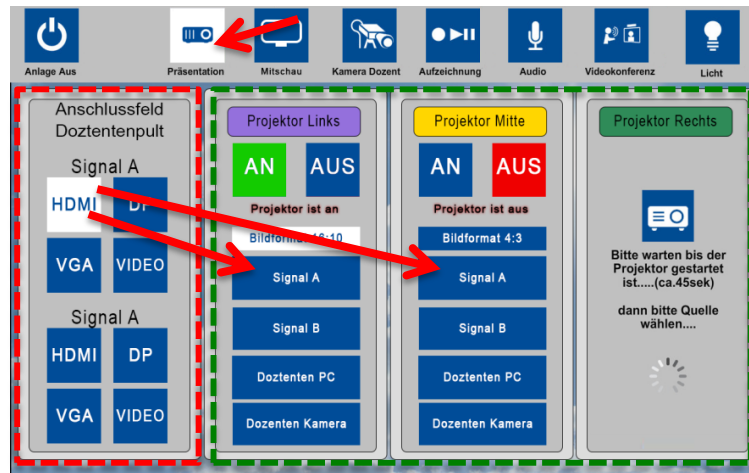 Anlage Aus
Präsentation
Mitschau
Kamera Dozent
Aufzeichnung
Audio
Videokonferenz
Licht
Anschlussfeld
Doztentenpult
Signal A
HDMI
DP
VGA
VIDEO
Signal A
HDMI
DP
VGA
VIDEO
Projektor Links
AN
AUS
Projektor ist an
Bildformat 16:10
Signal A
Signal B
Doztenten PC
Dozenten Kamera
Projektor Mitte
AN
AUS
Projektor ist aus
Bildformat 4:3
Signal A
Signal B
Doztenten PC
Dozenten Kamera
Projektor Rechts
Bitte warten bis der
Projektor gestartet
ist.....(ca.45sek)
dann bitte Quelle
wählen....